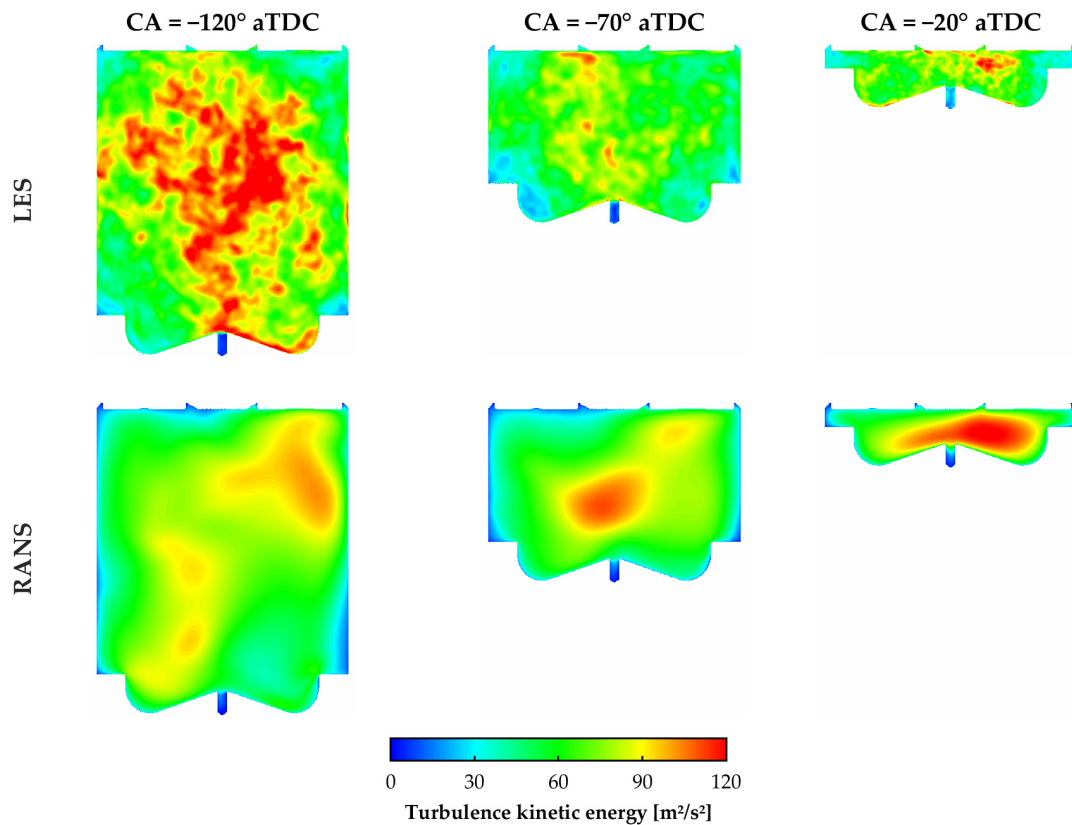 CA = −120° aTDC
CA = −70° aTDC
CA = −20° aTDC
LES
RANS
0
30
60
90
120
Turbulence kinetic energy [m²/s²]